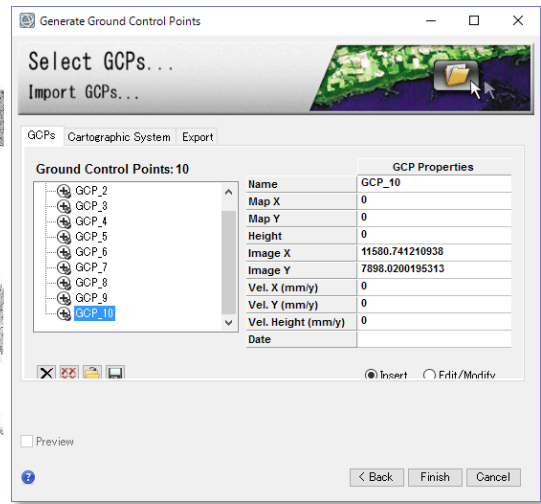 Generate Ground Control Points
Select GCPs...
Import GCPs...
GCPs Cartographic System Export
Ground Control Points: 10
GCP_2
GCP_3
GCP_4
GCP_5
GCP_6
GCP_7
GCP_8
GCP_9
GCP_10
GCP Properties
Name GCP_10
Map X 0
Map Y 0
Height 0
Image X 11580.741210938
Image Y 7898.0200195313
Vel. X (mm/y) 0
Vel. Y (mm/y) 0
Vel. Height (mm/y) 0
Date
Insert Edit/Modify
Preview
< Back Finish Cancel